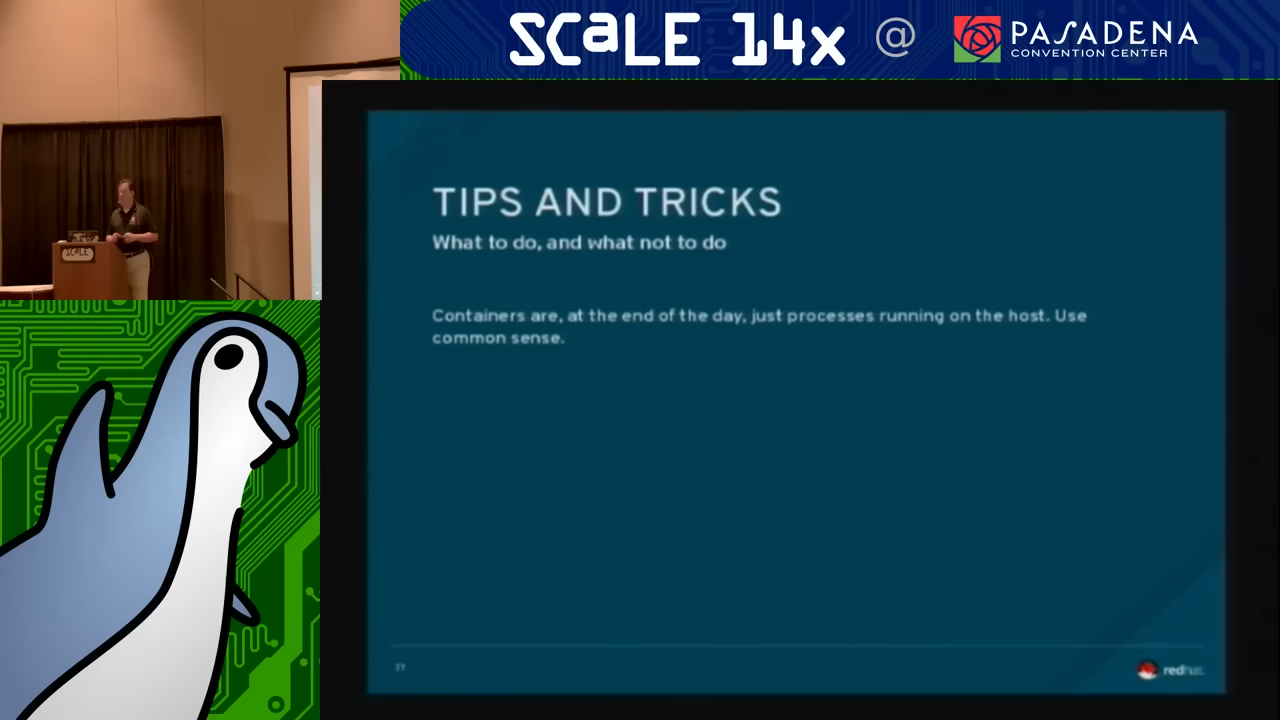 SCaLE 14x @ PASADENA
CONVENTION CENTER
SCaLE
TIPS AND TRICKS
What to do, and what not to do
Containers are, at the end of the day, just processes running on the host. Use
common sense.
redhat